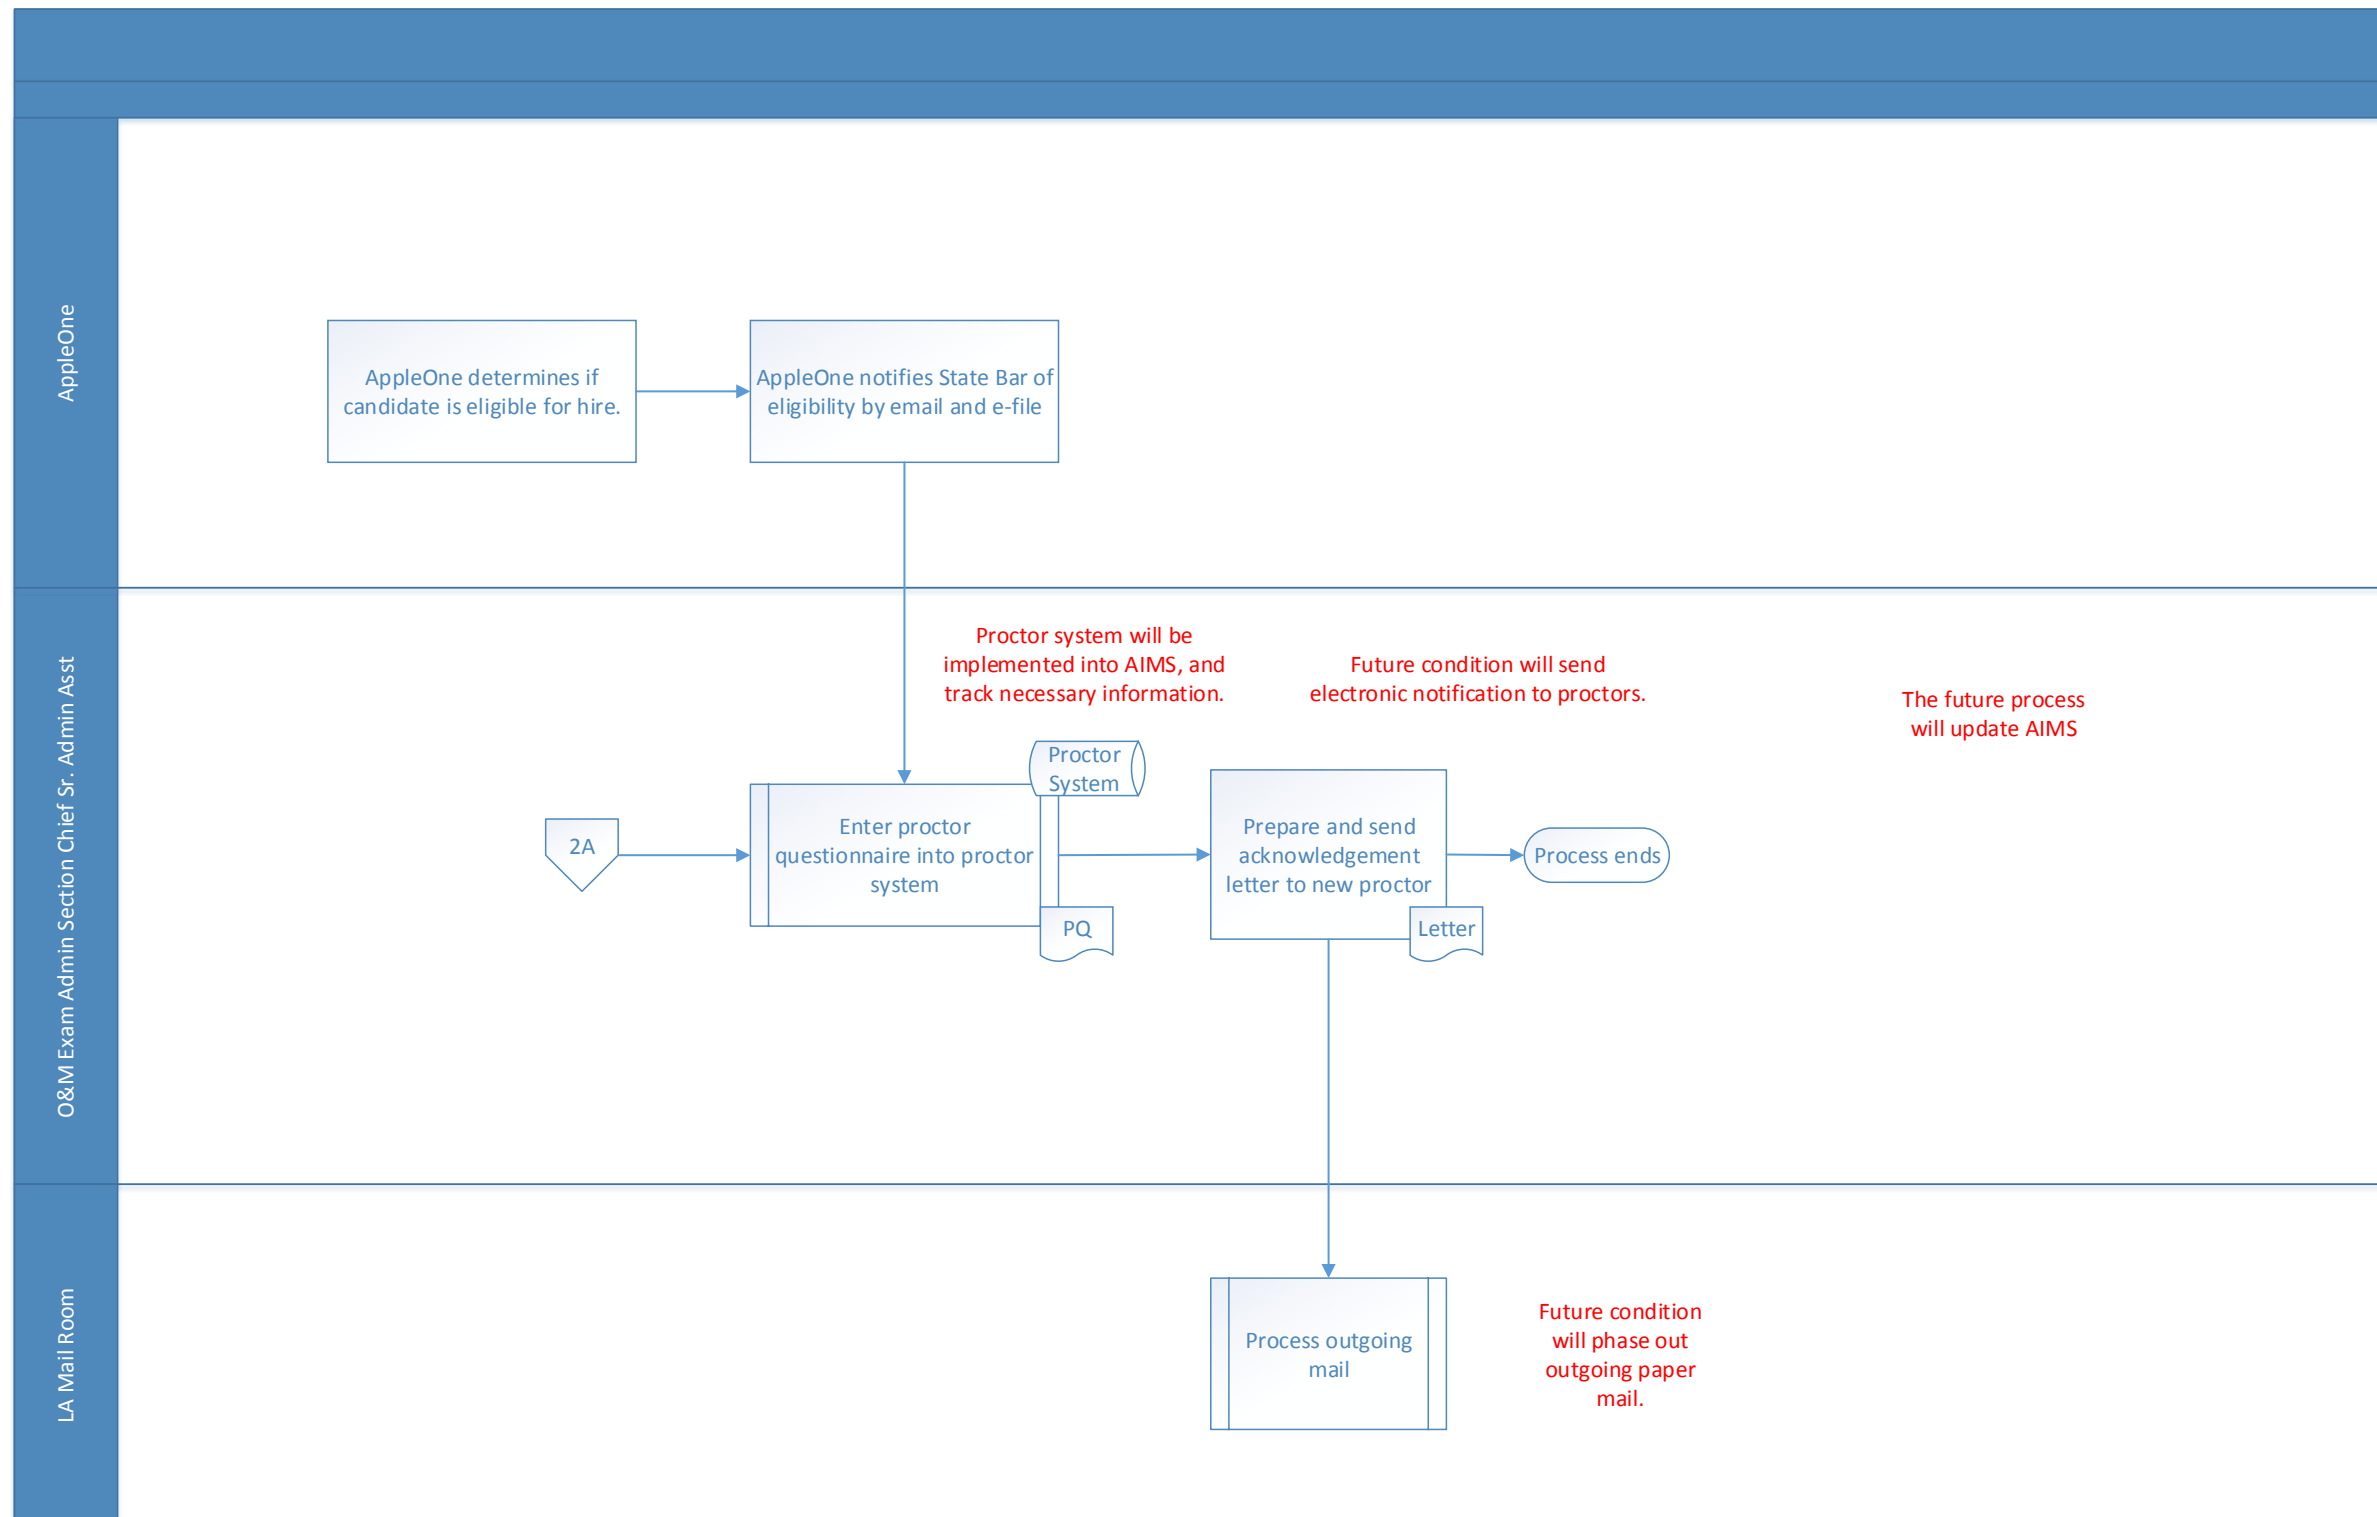 AppleOne
AppleOne determines if
candidate is eligible for hire.
AppleOne notifies State Bar of
eligibility by email and e-file
O&M Exam Admin Section Chief Sr. Admin Asst
Proctor system will be
implemented into AIMS, and
track necessary information.
Future condition will send
electronic notification to proctors.
The future process
will update AIMS
2A
Enter proctor
questionnaire into proctor
system
Proctor
System
PQ
Prepare and send
acknowledgement
letter to new proctor
Letter
Process ends
LA Mail Room
Process outgoing
mail
Future condition
will phase out
outgoing paper
mail.